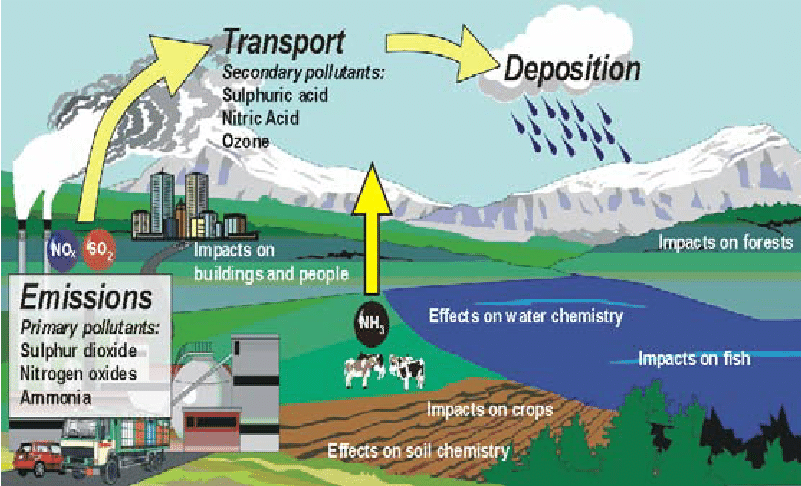 Transport
Secondary pollutants:
Sulphuric acid
Nitric Acid
Ozone
Deposition
NOx SO2
Impacts on
buildings and people
Impacts on forests
Emissions
Primary pollutants:
Sulphur dioxide
Nitrogen oxides
Ammonia
NH3
Effects on water chemistry
Impacts on fish
Impacts on crops
Effects on soil chemistry